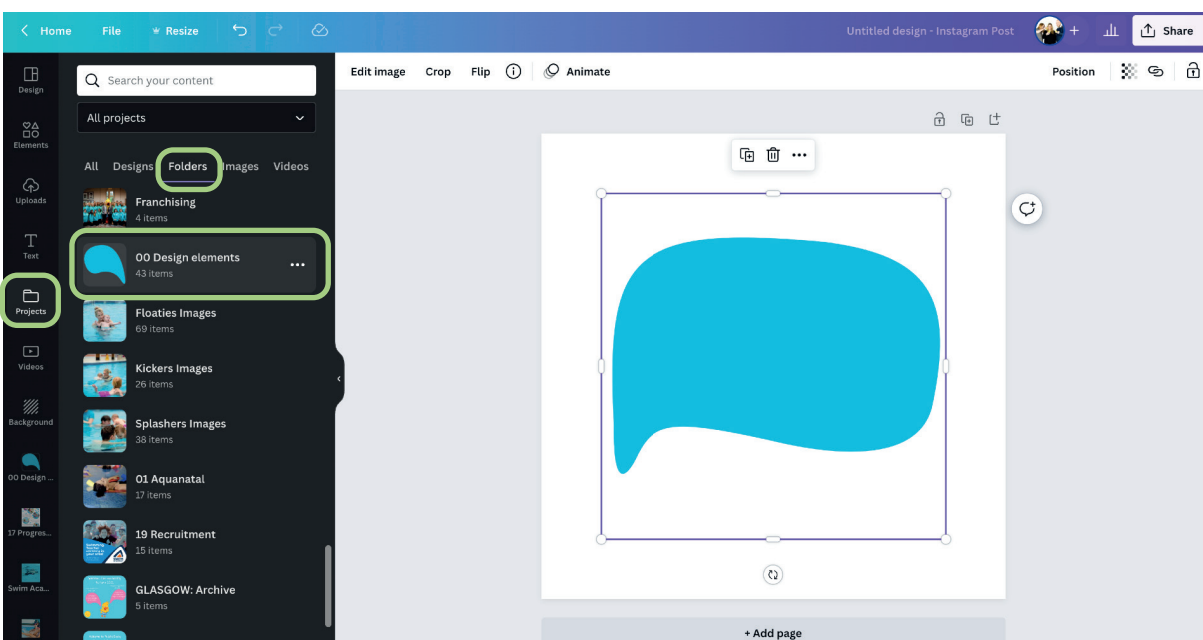 Home File Resize Untitled design - Instagram Post + Share
Design
Elements
Uploads
Text
Projects
Videos
Background
00 Design ...
17 Progres...
Swim Aca...
Search your content
All projects
All Designs Folders Images Videos
Franchising
4 items
00 Design elements
43 items
Floaties Images
69 items
Kickers Images
26 items
Splashers Images
38 items
01 Aquanatal
17 items
19 Recruitment
15 items
GLASGOW: Archive
5 items
Edit image Crop Flip Animate Position
+ Add page